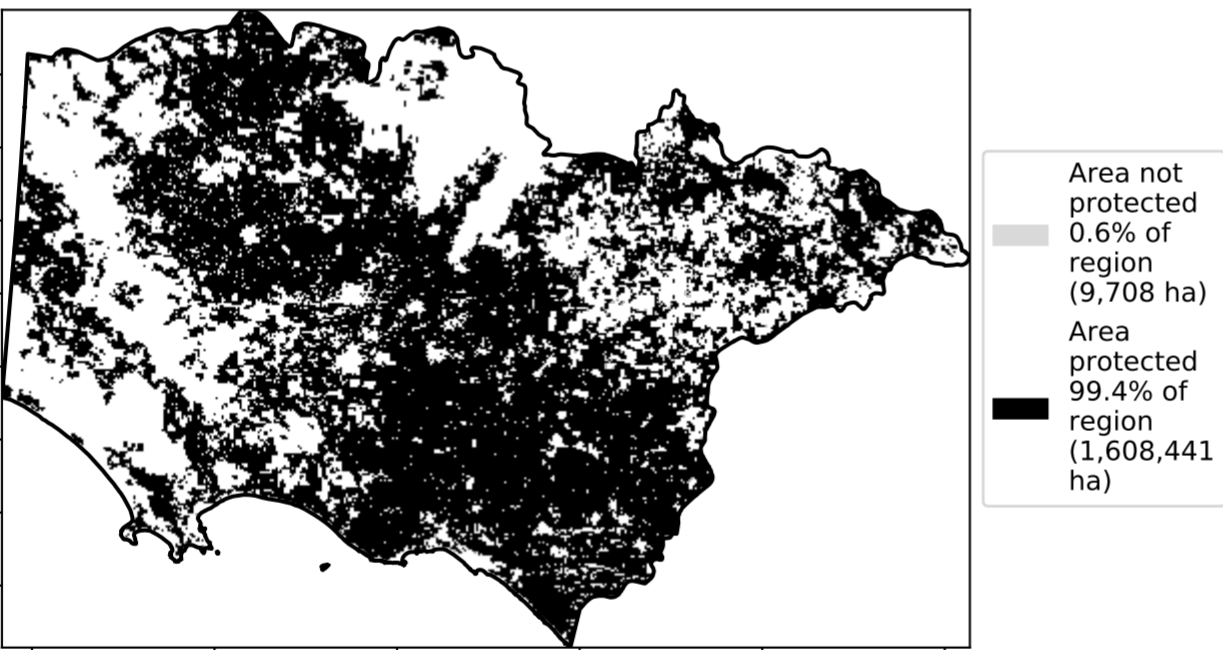 Area not
protected
0.6% of
region
(9,708 ha)
Area
protected
99.4% of
region
(1,608,441
ha)